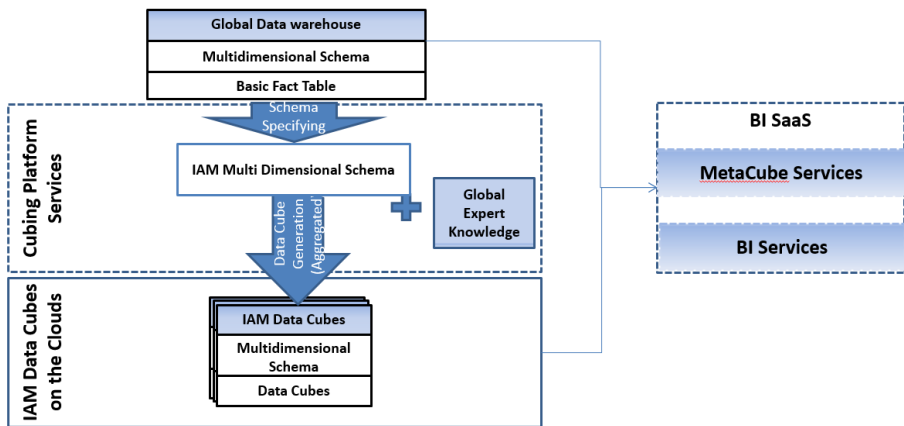 Global Data warehouse
Multidimensional Schema
Basic Fact Table
Schema
Specifying
Cubing Platform
Services
IAM Multi Dimensional Schema
Data Cube
Generation
(Aggregated)
Global
Expert
Knowledge
IAM Data Cubes
on the Clouds
IAM Data Cubes
Multidimensional
Schema
Data Cubes
BI SaaS
MetaCube Services
BI Services